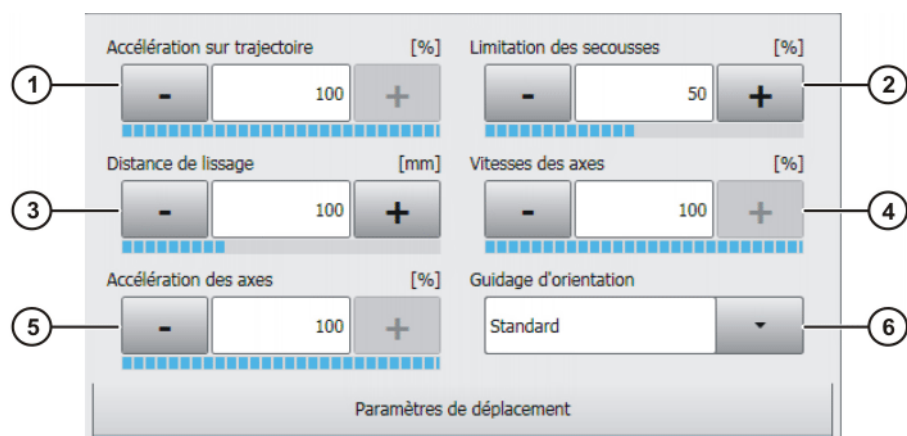 Accélération sur trajectoire [%] Limitation des secousses [%]
1 - 100 + - 50 + 2
Distance de lissage [mm] Vitesses des axes [%]
3 - 100 + - 100 + 4
Accélération des axes [%] Guidage d'orientation
5 - 100 + Standard 6
Paramètres de déplacement